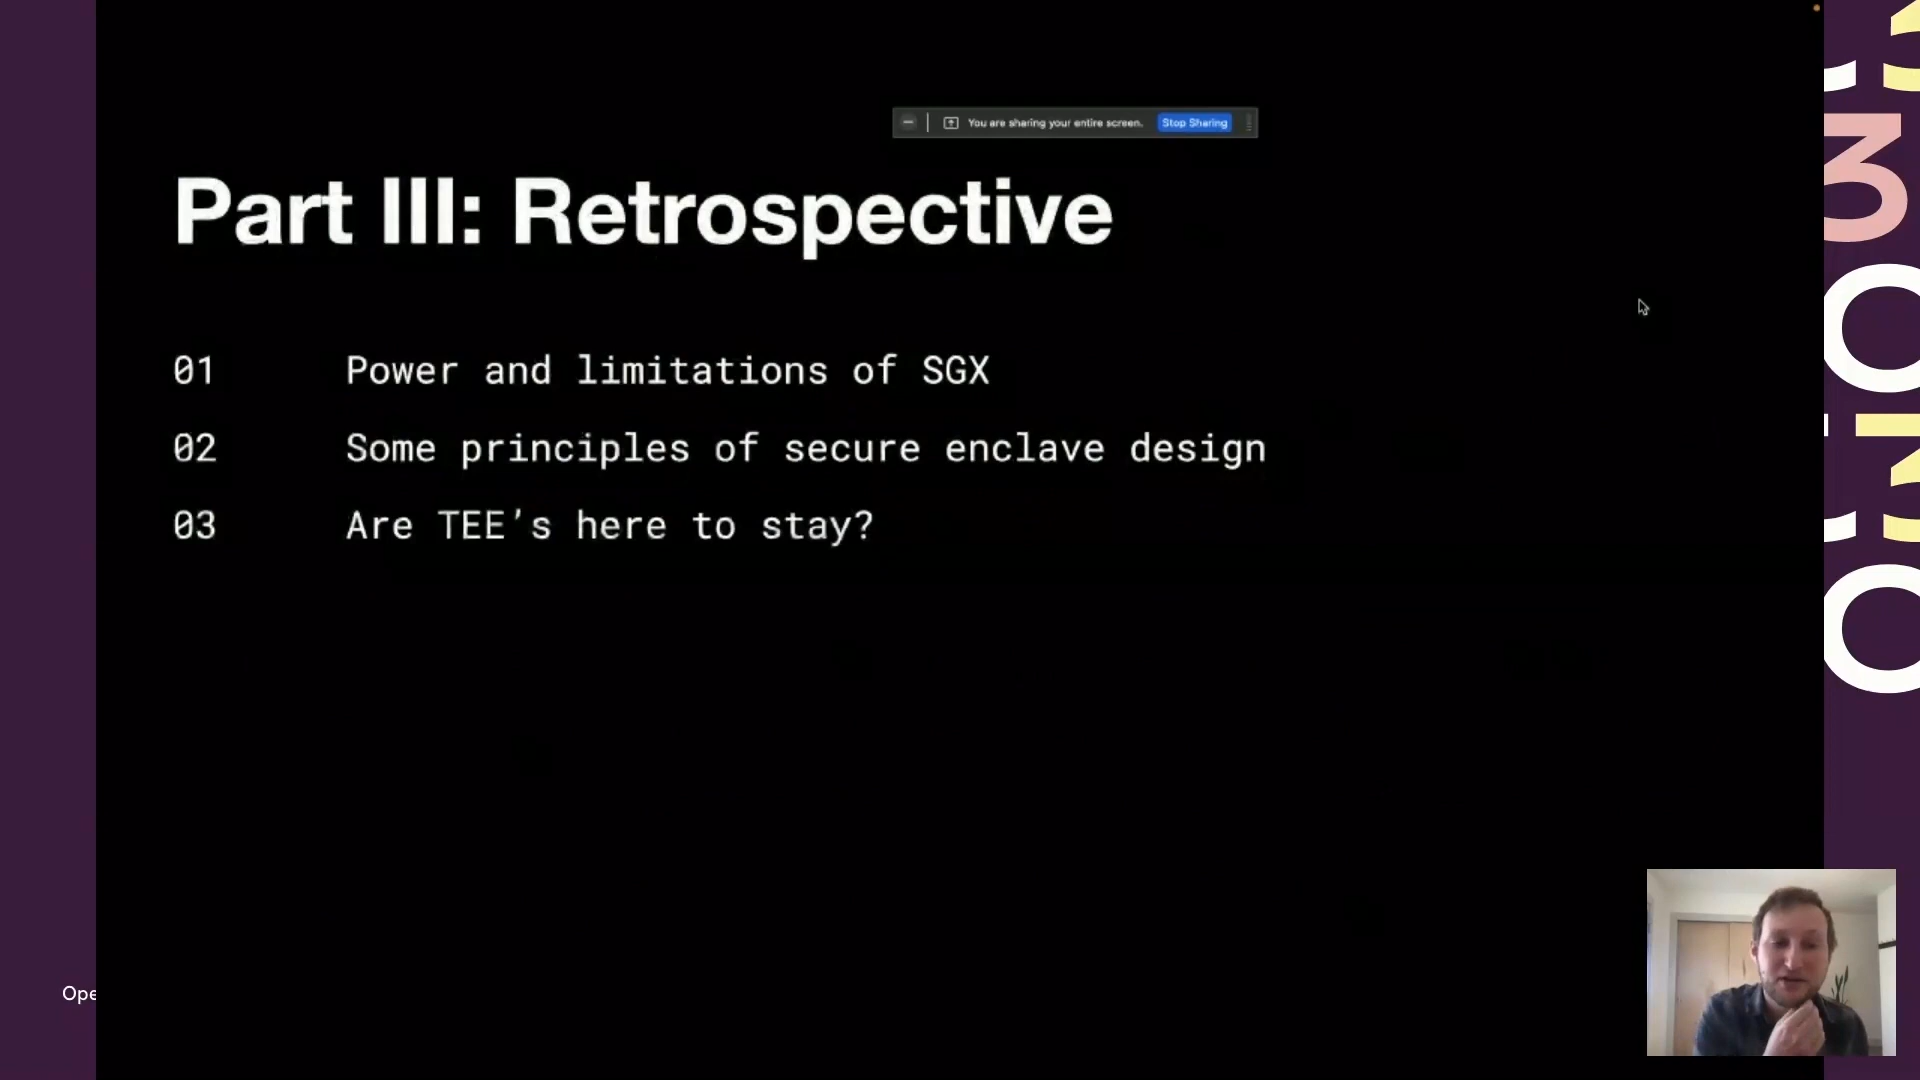 You are sharing your entire screen. Stop Sharing
Part III: Retrospective
01 Power and limitations of SGX
02 Some principles of secure enclave design
03 Are TEE’s here to stay?
Ope